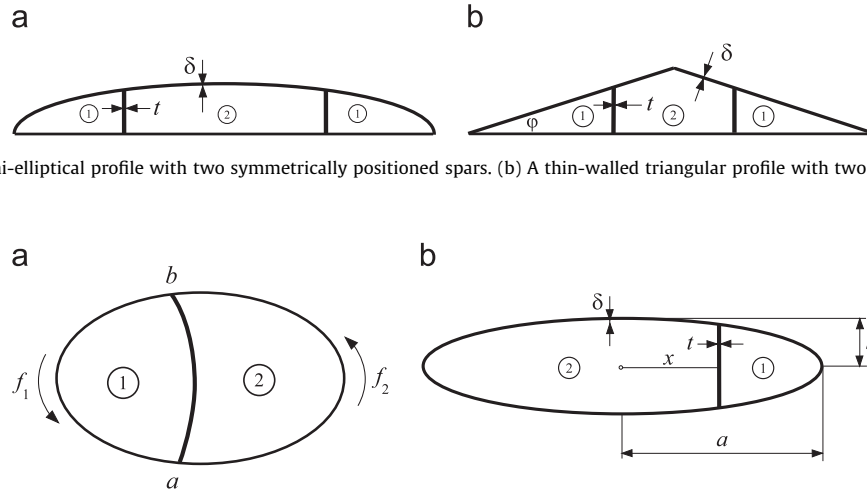 a
b
δ
δ
① t ② ①
φ ① t ② ①
ni-elliptical profile with two symmetrically positioned spars. (b) A thin-walled triangular profile with two
a
b
b
δ
f₁ ① ② f₂
② x t ①
a
a